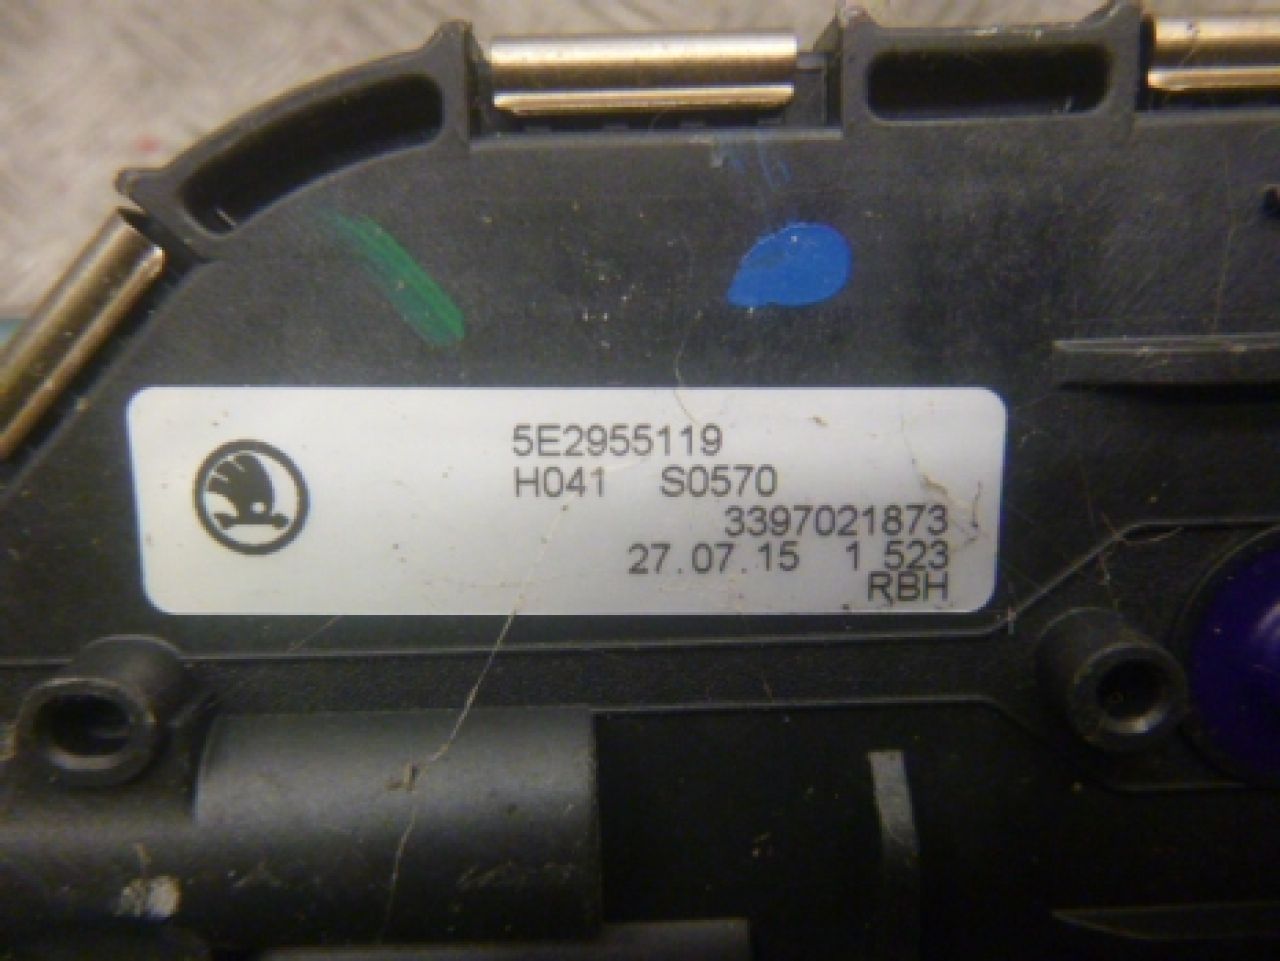 5E2955119
H041 S0570
3397021873
27.07.15 1 523
RBH